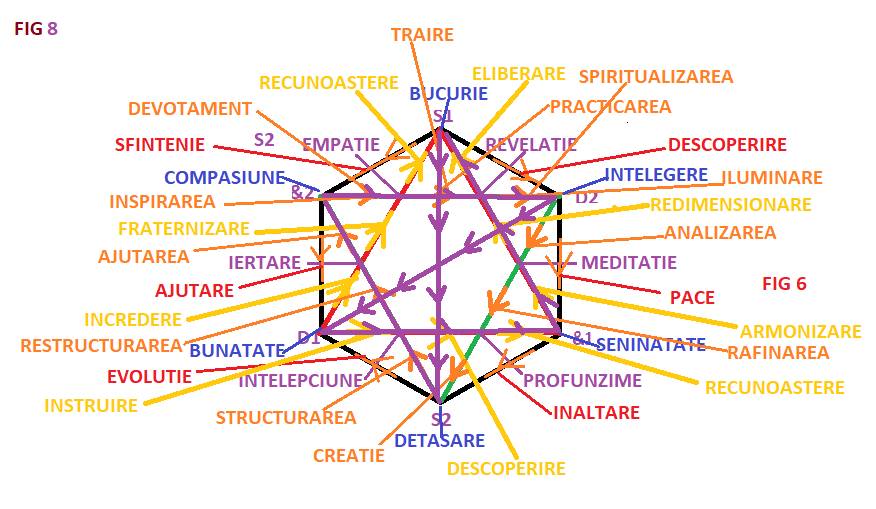 FIG 8
TRAIRE
RECUNOASTERE
ELIBERARE
SPIRITUALIZAREA
BUCURIE
DEVOTAMENT
PRACTICAREA
S1
SFINTENIE
S2
EMPATIE
REVELATIE
DESCOPERIRE
COMPASIUNE
INTELEGERE
ILUMINARE
&2
D2
INSPIRAREA
REDIMENSIONARE
FRATERNIZARE
ANALIZAREA
AJUTAREA
IERTARE
MEDITATIE
AJUTARE
PACE
FIG 6
INCREDERE
ARMONIZARE
D1
&1
RESTRUCTURAREA
BUNATATE
SENINATATE
RAFINAREA
EVOLUTIE
INTELEPCIUNE
PROFUNZIME
RECUNOASTERE
INSTRUIRE
STRUCTURAREA
S2
INALTARE
DETASARE
CREATIE
DESCOPERIRE